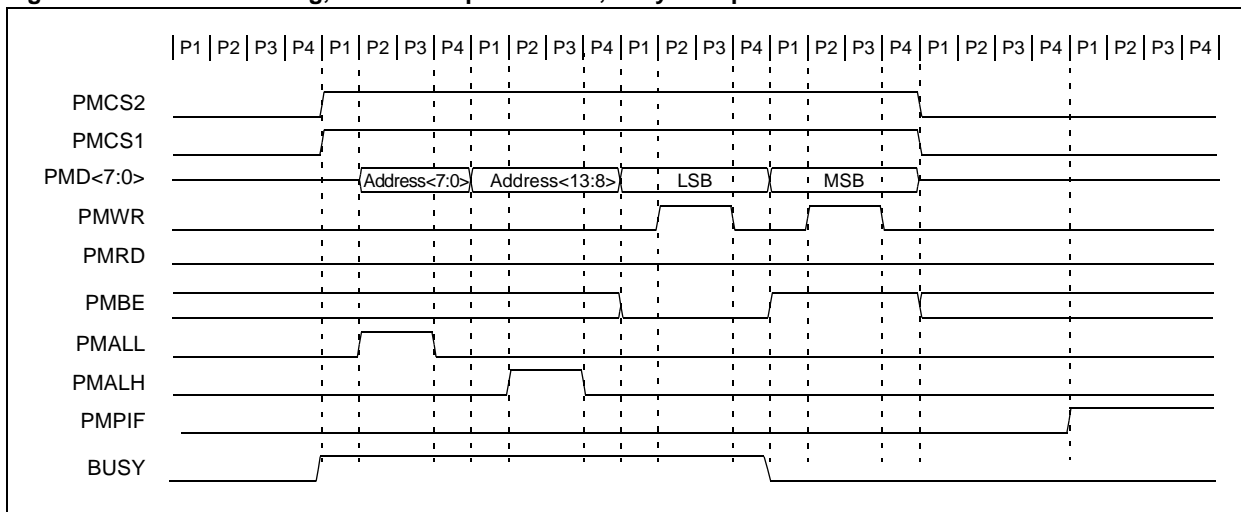 | P1 | P2 | P3 | P4 | P1 | P2 | P3 | P4 | P1 | P2 | P3 | P4 | P1 | P2 | P3 | P4 | P1 | P2 | P3 | P4 | P1 | P2 | P3 | P4 | P1 | P2 | P3 | P4 |
PMCS2
PMCS1
PMD<7:0> Address<7:0> Address<13:8> LSB MSB
PMWR
PMRD
PMBE
PMALL
PMALH
PMPIF
BUSY